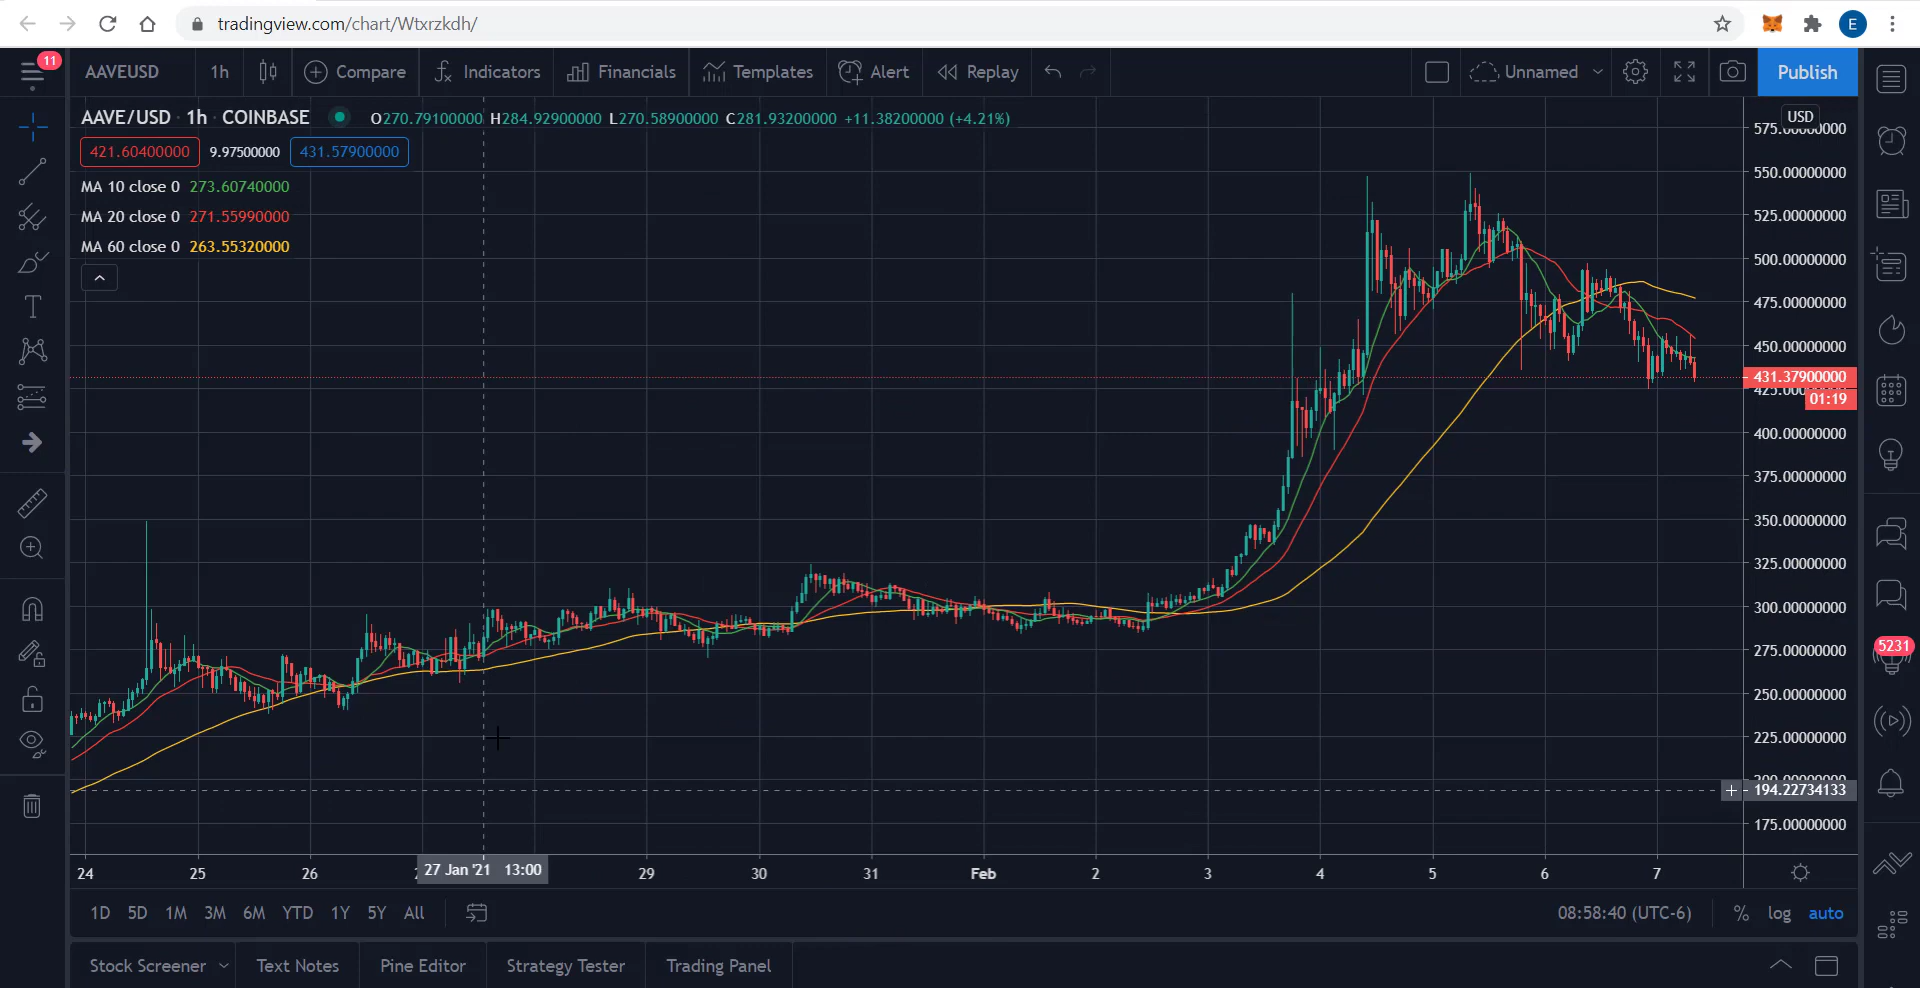 tradingview.com/chart/Wtxrzkdh/
E
11
AAVEUSD 1h Compare Indicators Financials Templates Alert Replay Unnamed Publish
AAVE/USD · 1h · COINBASE O270.79100000 H284.92900000 L270.58900000 C281.93200000 +11.38200000 (+4.21%)
421.60400000 9.97500000 431.57900000
MA 10 close 0 273.60740000
MA 20 close 0 271.55990000
MA 60 close 0 263.55320000
USD
575.00000000
550.00000000
525.00000000
500.00000000
475.00000000
450.00000000
431.37900000
01:19
400.00000000
375.00000000
350.00000000
325.00000000
300.00000000
275.00000000
250.00000000
225.00000000
194.22734133
175.00000000
5231
24 25 26 27 Jan '21 13:00 29 30 31 Feb 2 3 4 5 6 7
1D 5D 1M 3M 6M YTD 1Y 5Y All 08:58:40 (UTC-6) % log auto
Stock Screener Text Notes Pine Editor Strategy Tester Trading Panel